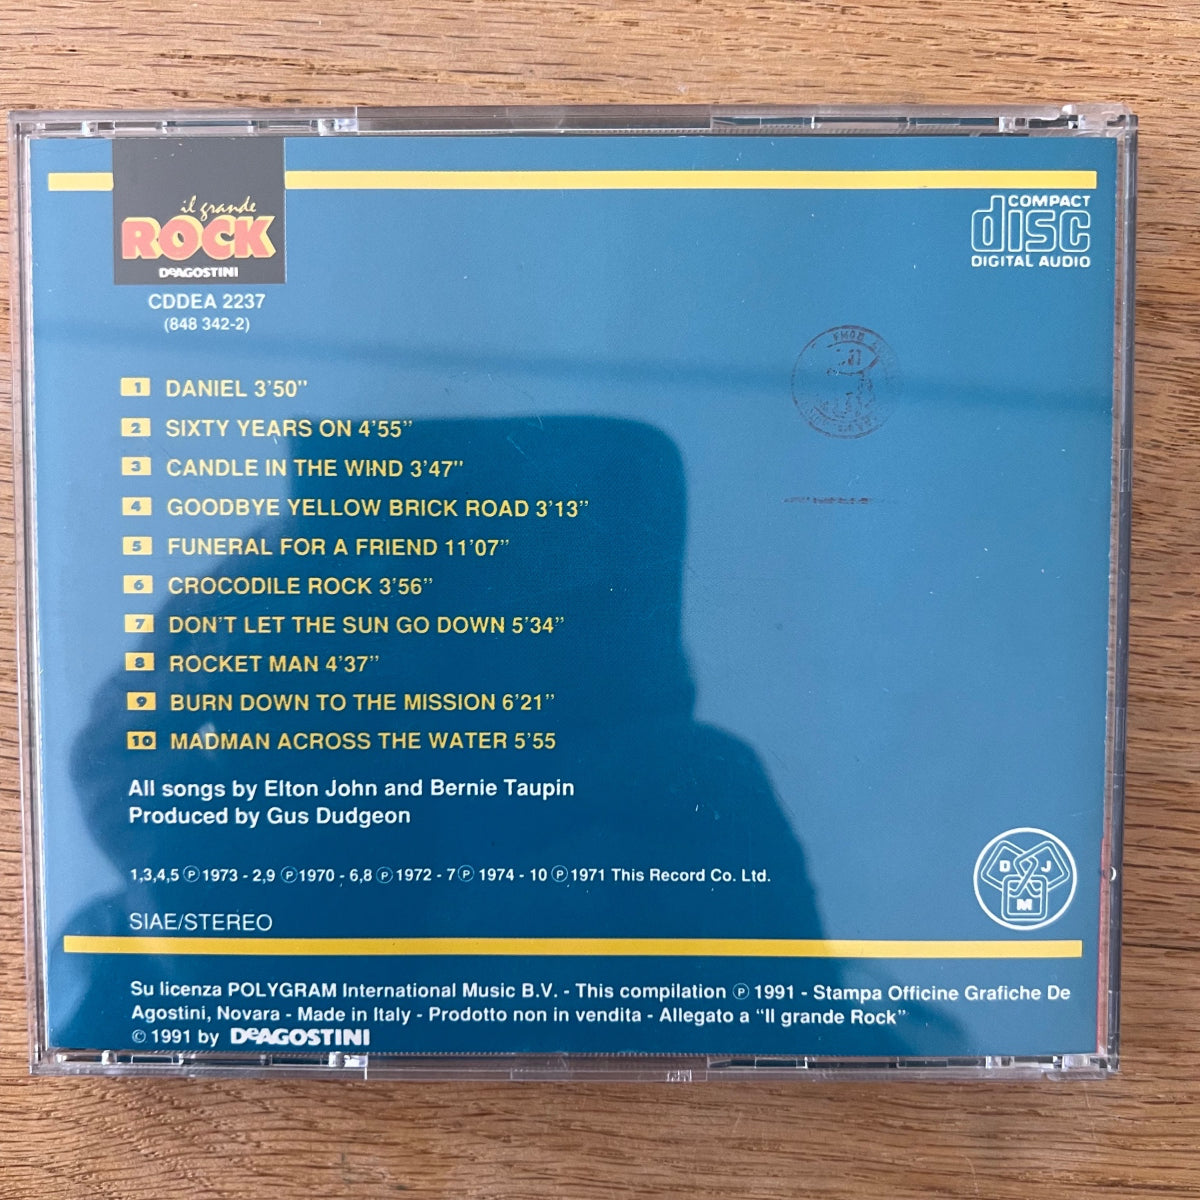 il grande
ROCK
DeAGOSTINI
CDDEA 2237
(848 342-2)
COMPACT
disc
DIGITAL AUDIO
1 DANIEL 3'50"
2 SIXTY YEARS ON 4'55"
3 CANDLE IN THE WIND 3'47"
4 GOODBYE YELLOW BRICK ROAD 3'13"
5 FUNERAL FOR A FRIEND 11'07"
6 CROCODILE ROCK 3'56"
7 DON'T LET THE SUN GO DOWN 5'34"
8 ROCKET MAN 4'37"
9 BURN DOWN TO THE MISSION 6'21"
10 MADMAN ACROSS THE WATER 5'55
All songs by Elton John and Bernie Taupin
Produced by Gus Dudgeon
1,3,4,5 ℗ 1973 - 2,9 ℗ 1970 - 6,8 ℗ 1972 - 7 ℗ 1974 - 10 ℗ 1971 This Record Co. Ltd.
D J
M
SIAE/STEREO
Su licenza POLYGRAM International Music B.V. - This compilation ℗ 1991 - Stampa Officine Grafiche De
Agostini, Novara - Made in Italy - Prodotto non in vendita - Allegato a "Il grande Rock"
© 1991 by DeAGOSTINI